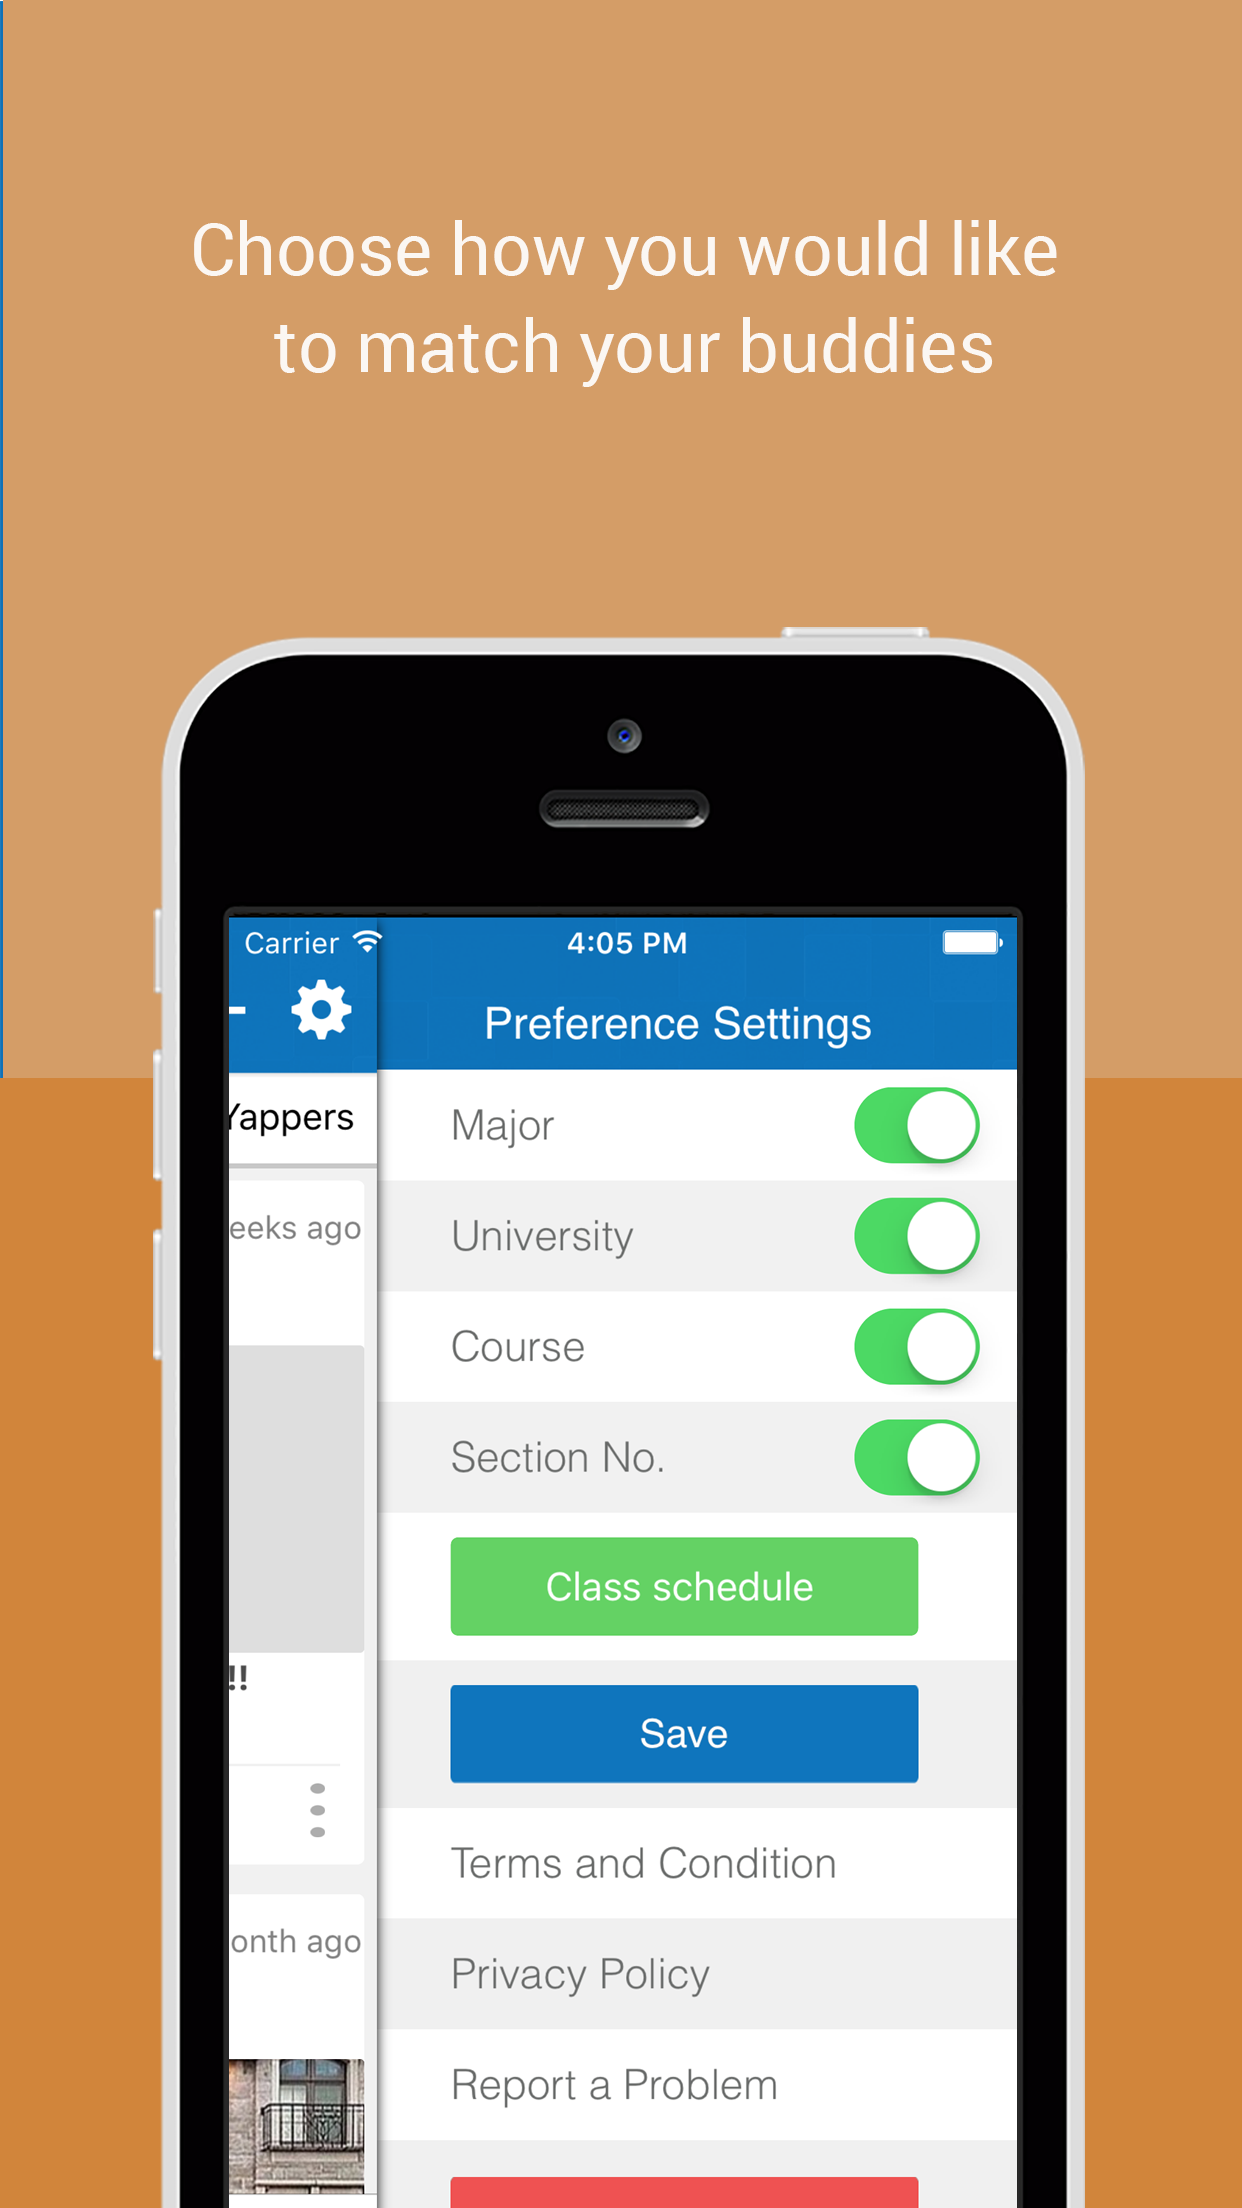 Choose how you would like
to match your buddies
Carrier
4:05 PM
Preference Settings
Yappers
eeks ago
!!
onth ago
Major
University
Course
Section No.
Class schedule
Save
Terms and Condition
Privacy Policy
Report a Problem